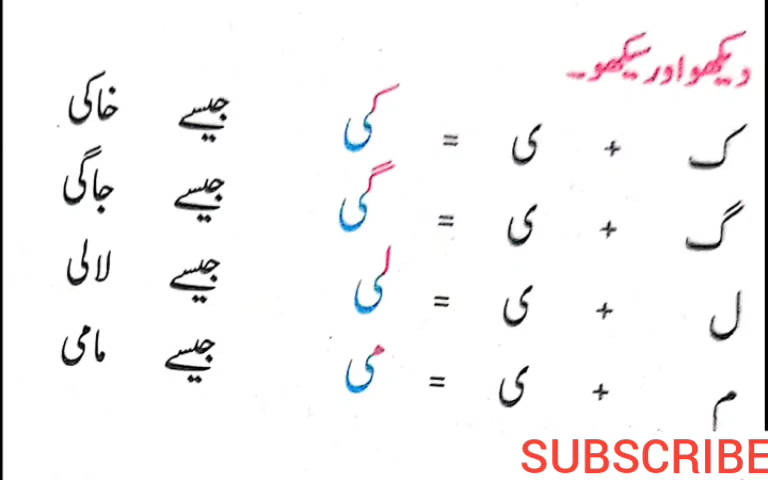 دیکھو اور سیکھو۔
ک + ی = کی جیسے خاکی
گ + ی = گی جیسے جاگی
ل + ی = لی جیسے لالی
م + ی = می جیسے مامی
SUBSCRIBE